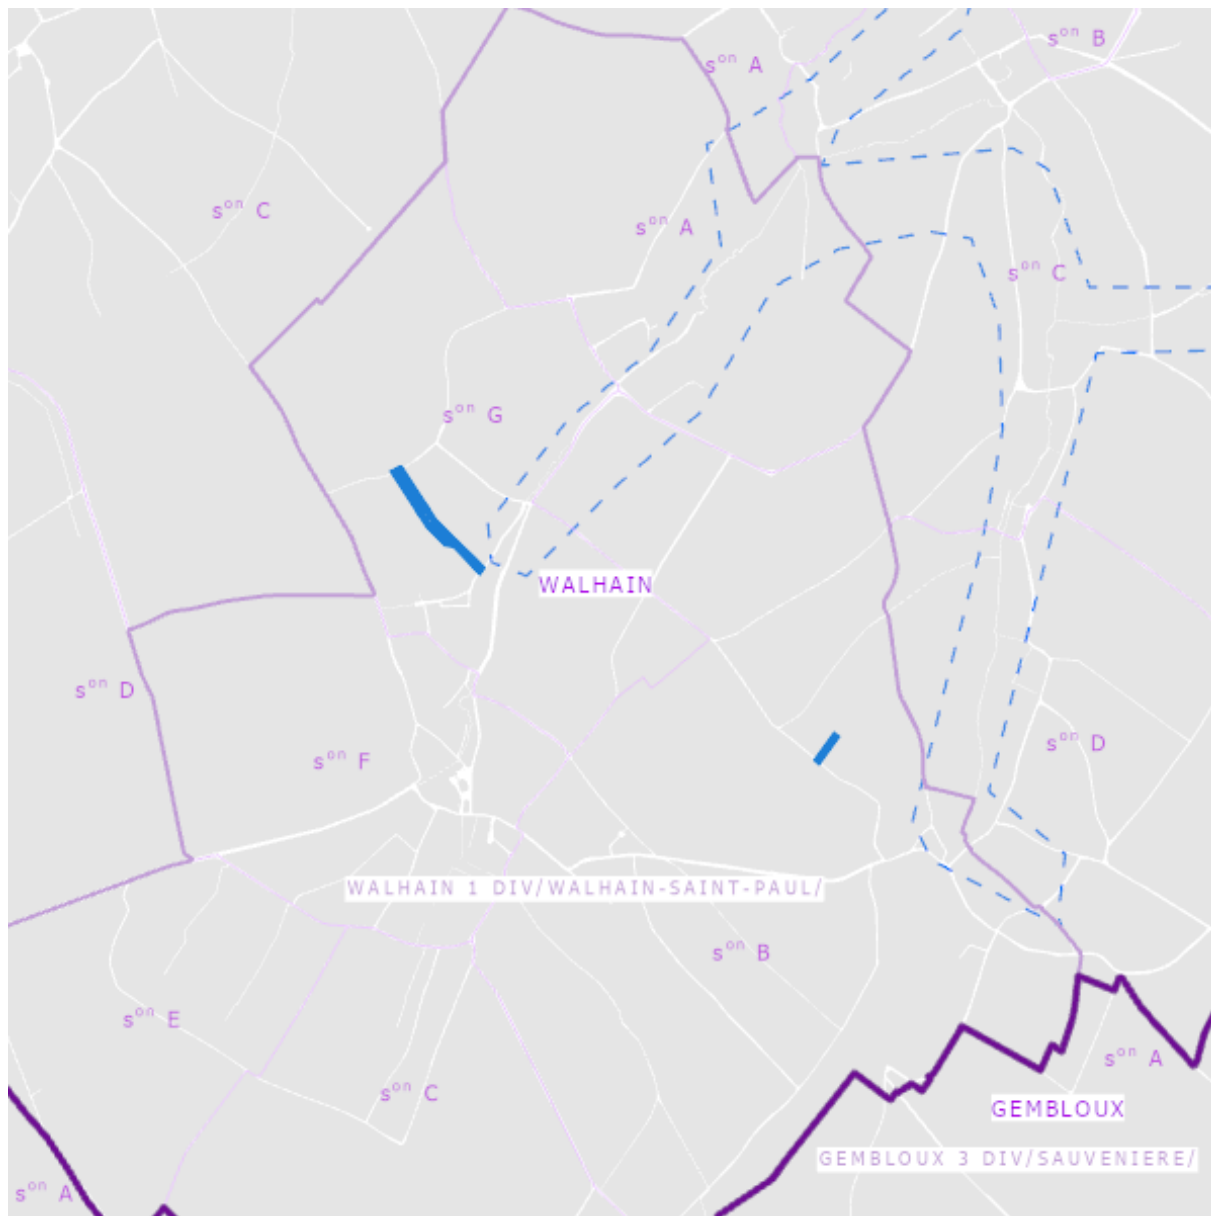 sᵒⁿ B
sᵒⁿ A
sᵒⁿ C
sᵒⁿ A
sᵒⁿ C
sᵒⁿ G
WALHAIN
sᵒⁿ D
sᵒⁿ F
sᵒⁿ D
WALHAIN 1 DIV/WALHAIN-SAINT-PAUL/
sᵒⁿ B
sᵒⁿ E
sᵒⁿ A
sᵒⁿ C
GEMBLOUX
GEMBLOUX 3 DIV/SAUVENIERE/
sᵒⁿ A